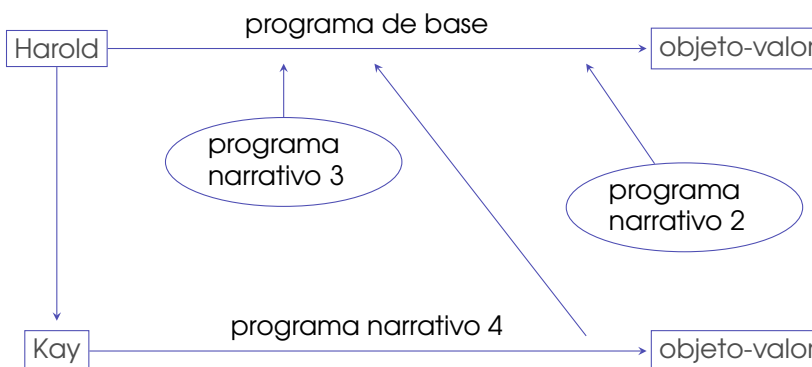 programa de base
Harold
objeto-valor
programa
narrativo 3
programa
narrativo 2
programa narrativo 4
Kay
objeto-valor